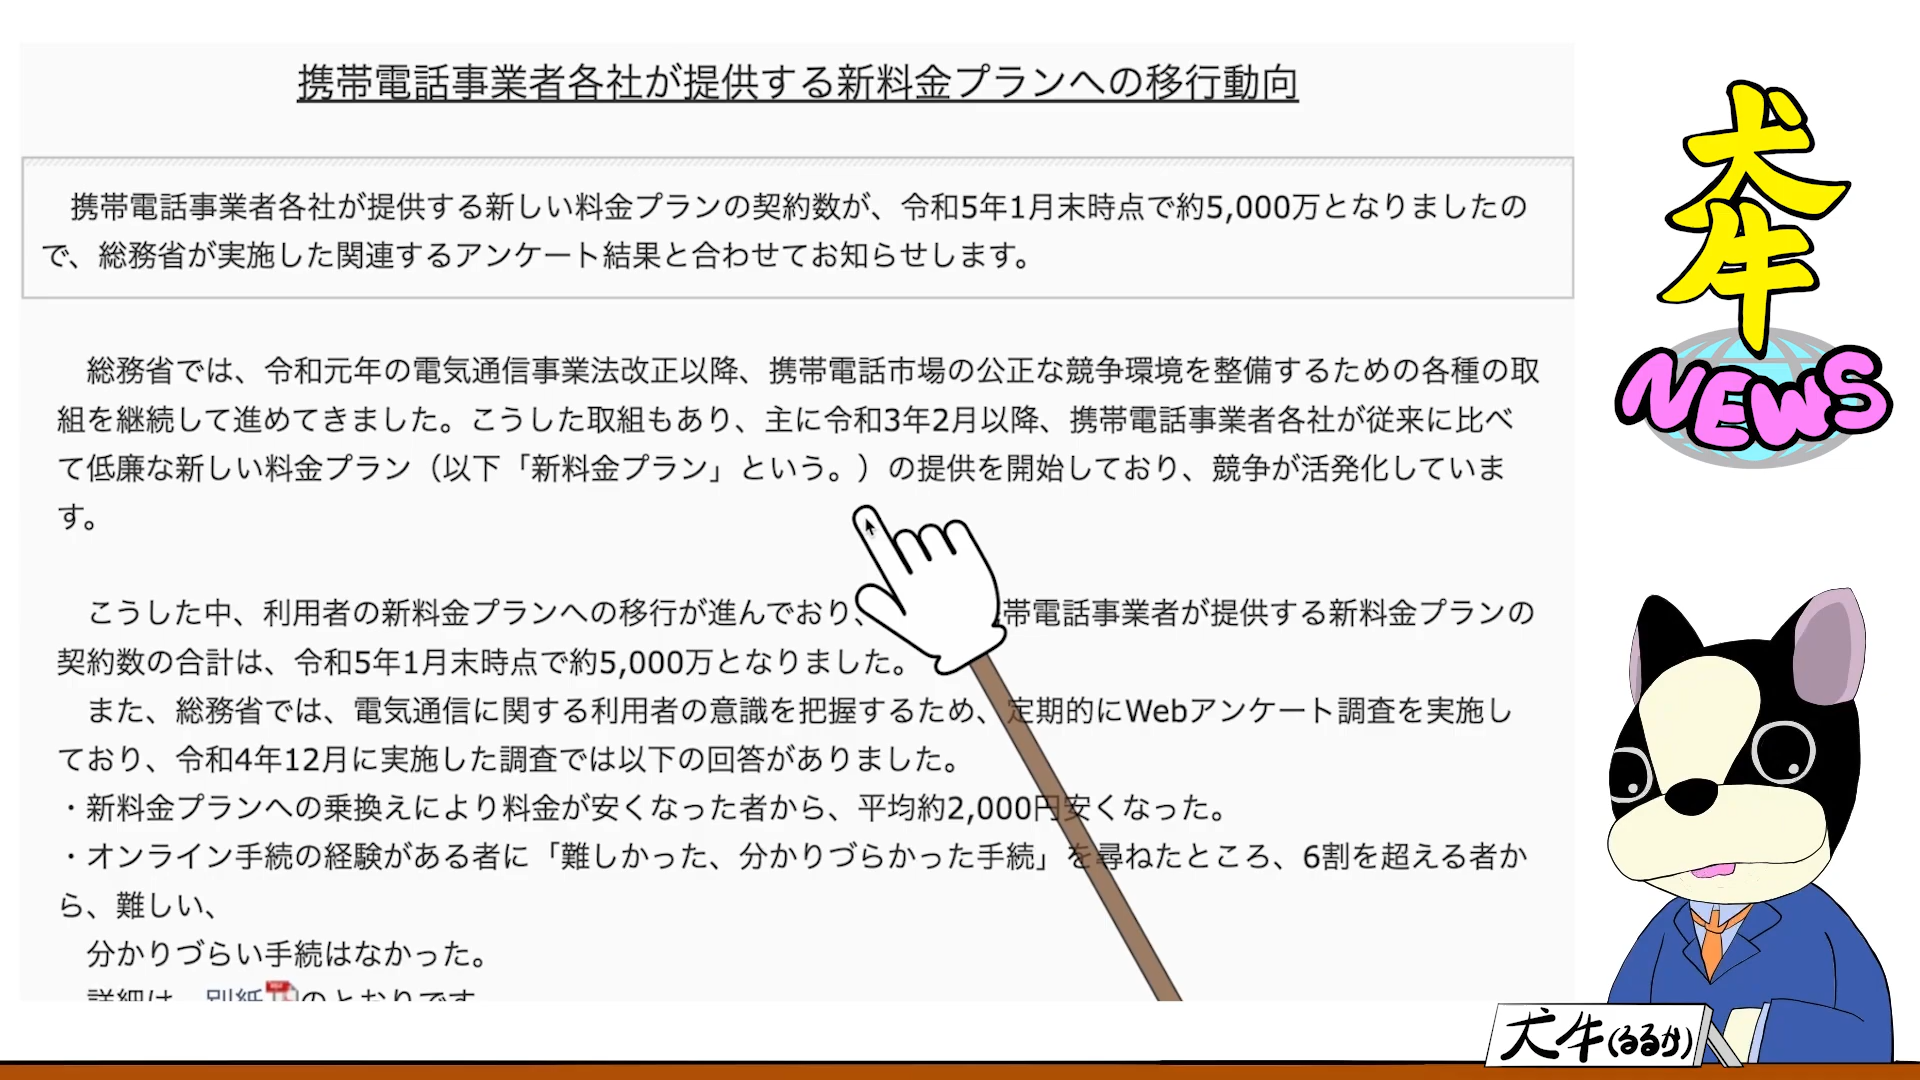 携帯電話事業者各社が提供する新料金プランへの移行動向
携帯電話事業者各社が提供する新しい料金プランの契約数が、令和5年1月末時点で約5,000万となりましたの
で、総務省が実施した関連するアンケート結果と合わせてお知らせします。
総務省では、令和元年の電気通信事業法改正以降、携帯電話市場の公正な競争環境を整備するための各種の取
組を継続して進めてきました。こうした取組もあり、主に令和3年2月以降、携帯電話事業者各社が従来に比べ
て低廉な新しい料金プラン（以下「新料金プラン」という。）の提供を開始しており、競争が活発化していま
す。
こうした中、利用者の新料金プランへの移行が進んでおり、 帯電話事業者が提供する新料金プランの
契約数の合計は、令和5年1月末時点で約5,000万となりました。
また、総務省では、電気通信に関する利用者の意識を把握するため、定期的にWebアンケート調査を実施し
ており、令和4年12月に実施した調査では以下の回答がありました。
・新料金プランへの乗換えにより料金が安くなった者から、平均約2,000円安くなった。
・オンライン手続の経験がある者に「難しかった、分かりづらかった手続」を尋ねたところ、6割を超える者か
ら、難しい、
分かりづらい手続はなかった。
詳細は、別紙のとおりです
犬牛
NEWS
犬牛(るるか)